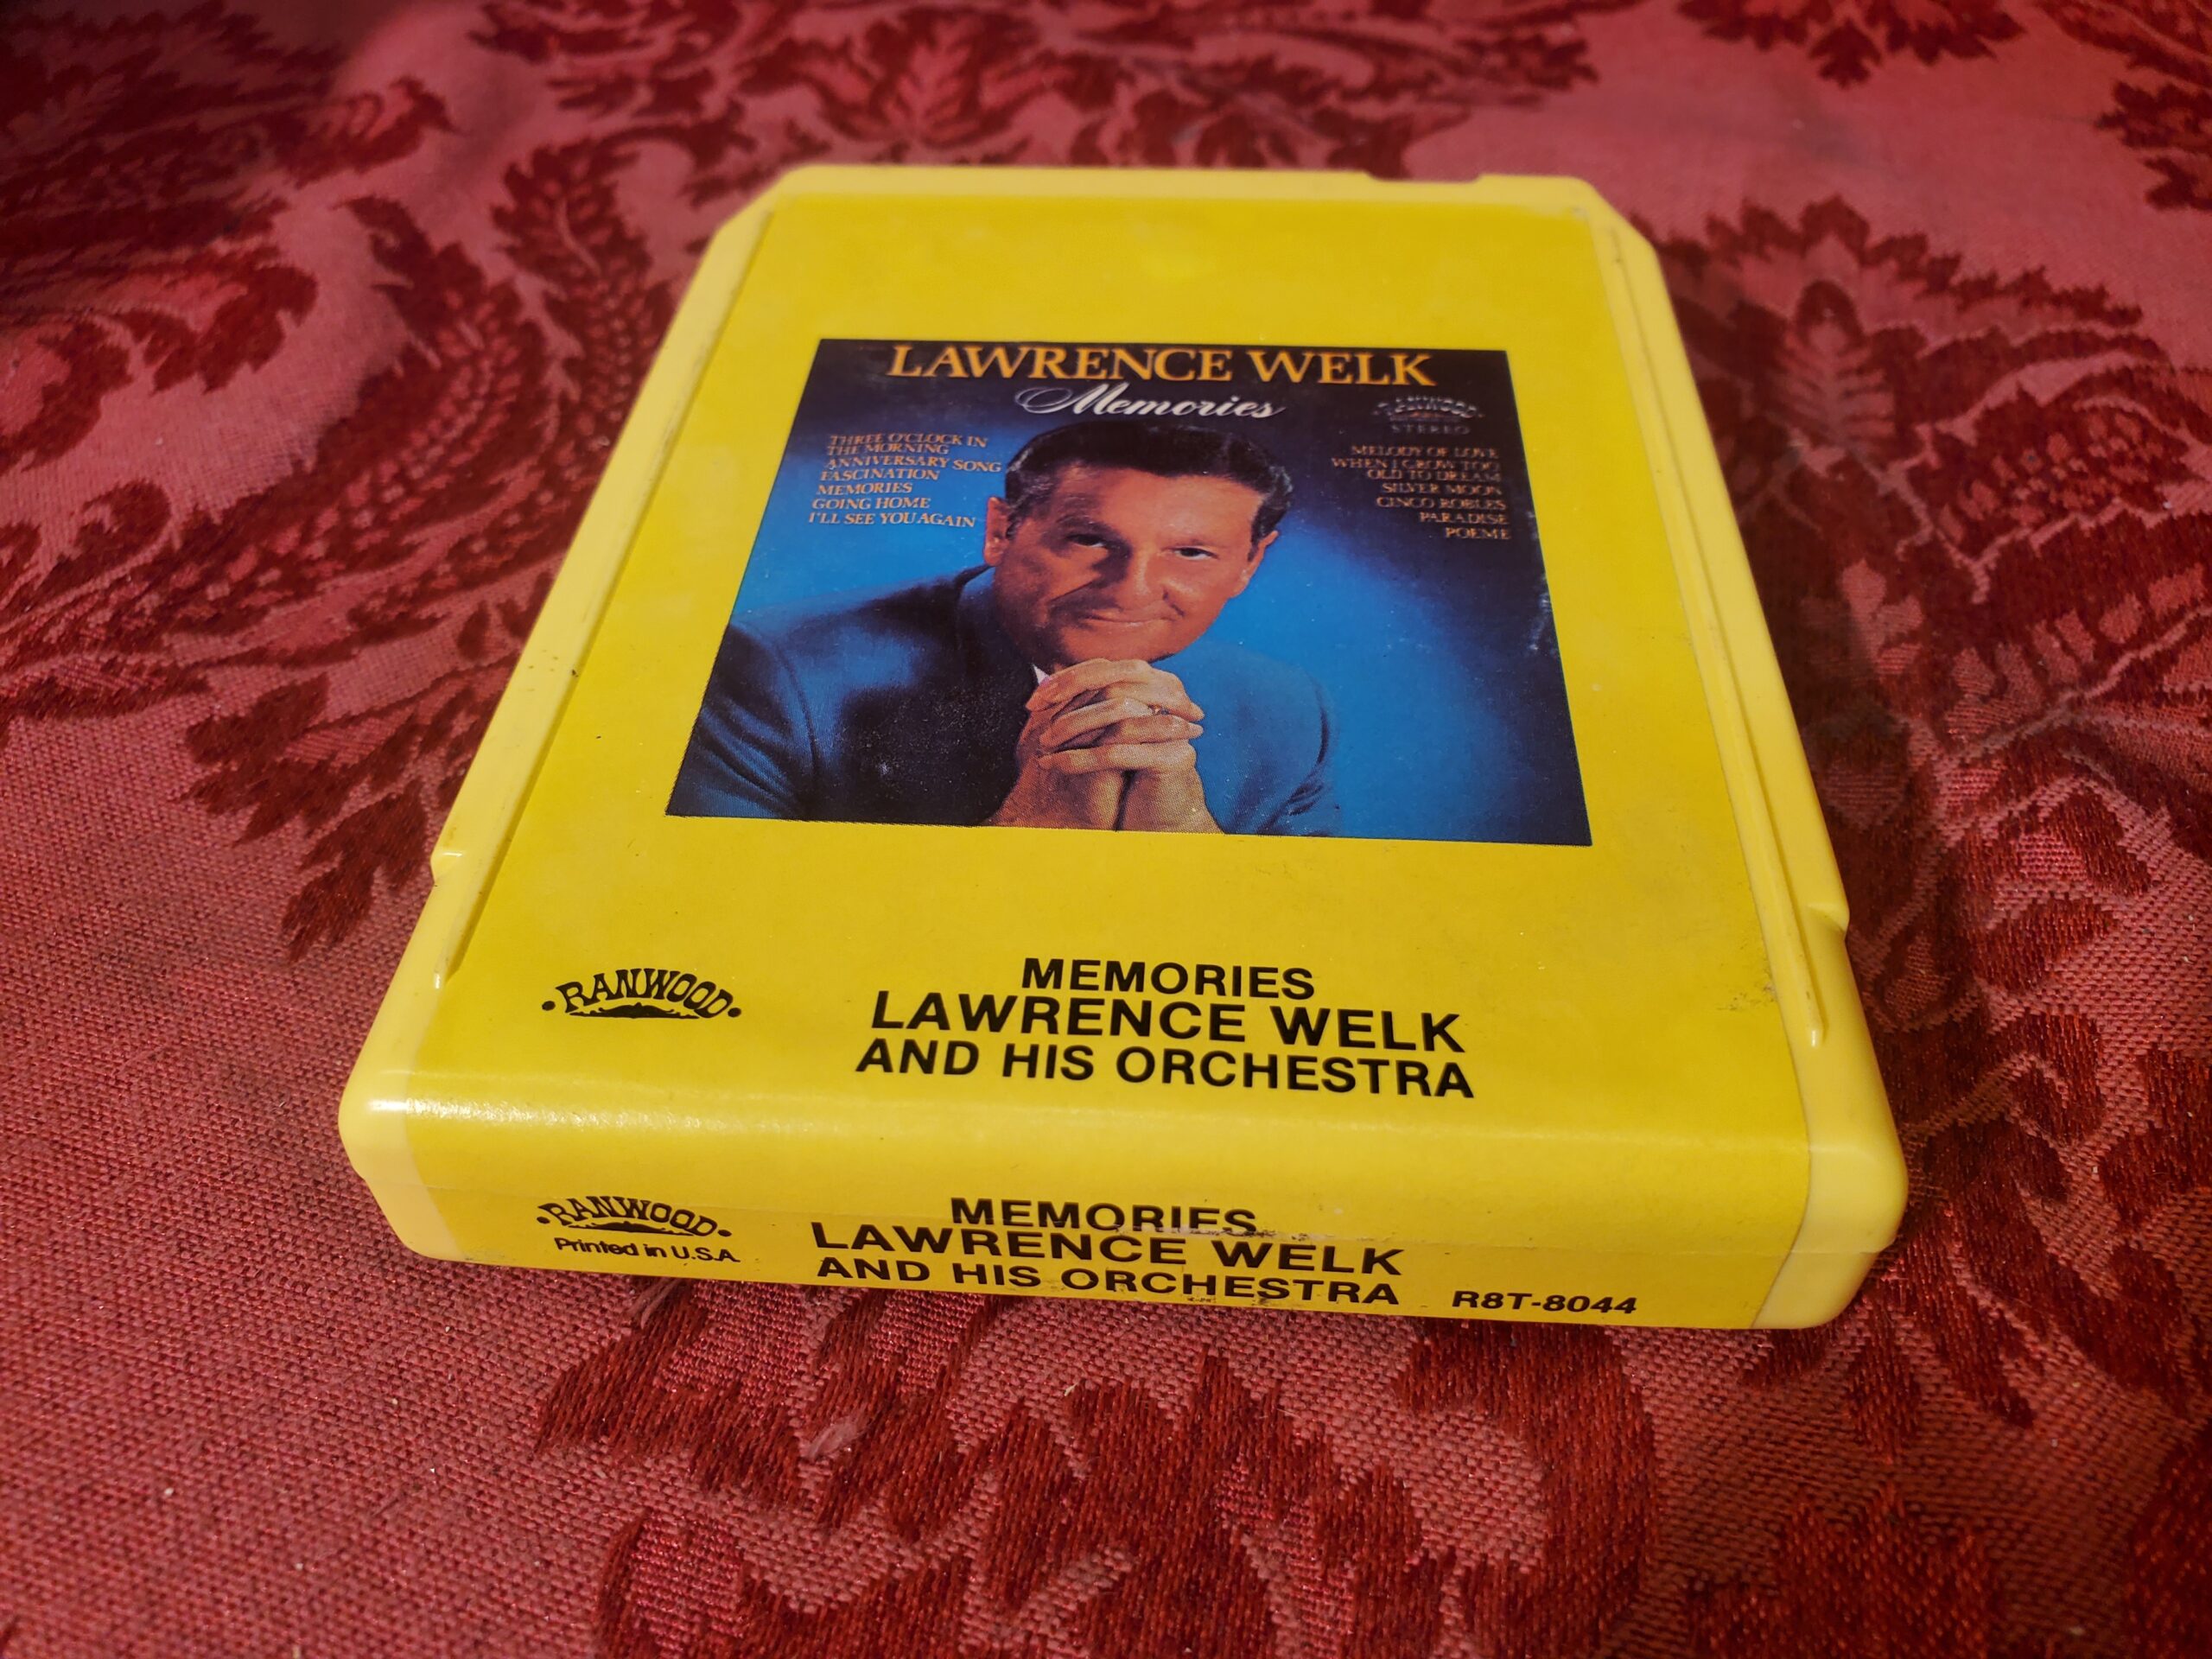 LAWRENCE WELK
Memories
RANWOOD
STEREO
THREE O'CLOCK IN
THE MORNING
ANNIVERSARY SONG
FASCINATION
MEMORIES
GOING HOME
I'LL SEE YOU AGAIN
MELODY OF LOVE
WHEN I GROW TOO
OLD TO DREAM
SILVER MOON
CINCO ROBLES
PARADISE
POEME
RANWOOD
MEMORIES
LAWRENCE WELK
AND HIS ORCHESTRA
RANWOOD
Printed in U.S.A.
MEMORIES
LAWRENCE WELK
AND HIS ORCHESTRA
R8T-8044